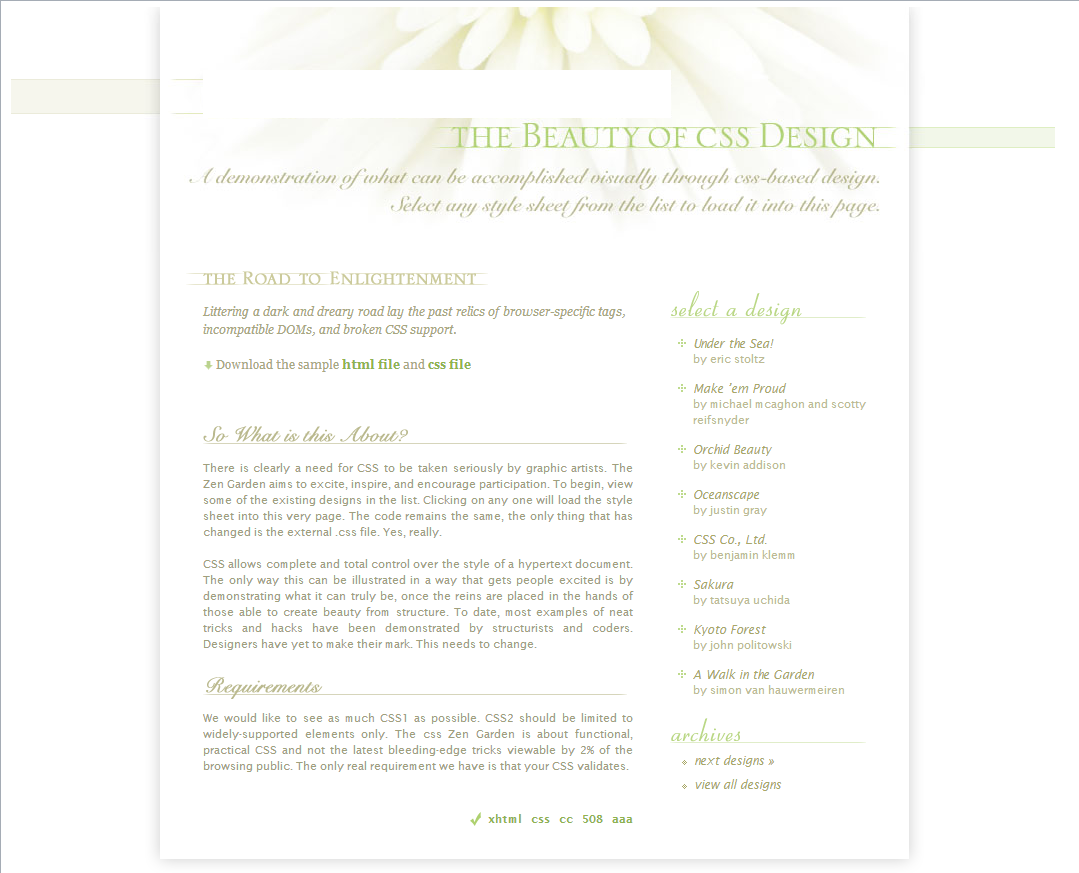 THE BEAUTY OF CSS DESIGN
A demonstration of what can be accomplished visually through css-based design.
Select any style sheet from the list to load it into this page.
THE ROAD TO ENLIGHTENMENT
Littering a dark and dreary road lay the past relics of browser-specific tags,
incompatible DOMs, and broken CSS support.
Download the sample html file and css file
So What is this About?
There is clearly a need for CSS to be taken seriously by graphic artists. The
Zen Garden aims to excite, inspire, and encourage participation. To begin, view
some of the existing designs in the list. Clicking on any one will load the style
sheet into this very page. The code remains the same, the only thing that has
changed is the external .css file. Yes, really.
CSS allows complete and total control over the style of a hypertext document.
The only way this can be illustrated in a way that gets people excited is by
demonstrating what it can truly be, once the reins are placed in the hands of
those able to create beauty from structure. To date, most examples of neat
tricks and hacks have been demonstrated by structurists and coders.
Designers have yet to make their mark. This needs to change.
Requirements
We would like to see as much CSS1 as possible. CSS2 should be limited to
widely-supported elements only. The css Zen Garden is about functional,
practical CSS and not the latest bleeding-edge tricks viewable by 2% of the
browsing public. The only real requirement we have is that your CSS validates.
xhtml css cc 508 aaa
select a design
Under the Sea!
by eric stoltz
Make 'em Proud
by michael mcaghon and scotty
reifsnyder
Orchid Beauty
by kevin addison
Oceanscape
by justin gray
CSS Co., Ltd.
by benjamin klemm
Sakura
by tatsuya uchida
Kyoto Forest
by john politowski
A Walk in the Garden
by simon van hauwermeiren
archives
next designs »
view all designs